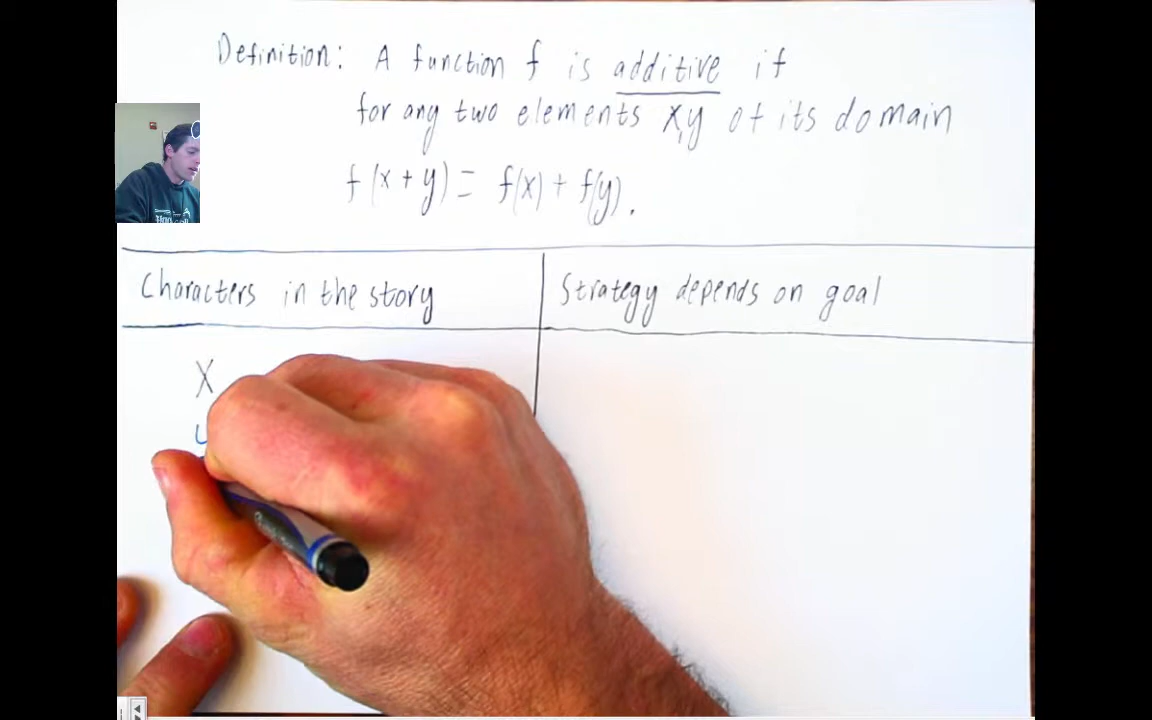 Definition: A function f is additive if
for any two elements x,y of its domain
f(x + y) = f(x) + f(y).
Characters in the story
Strategy depends on goal
X